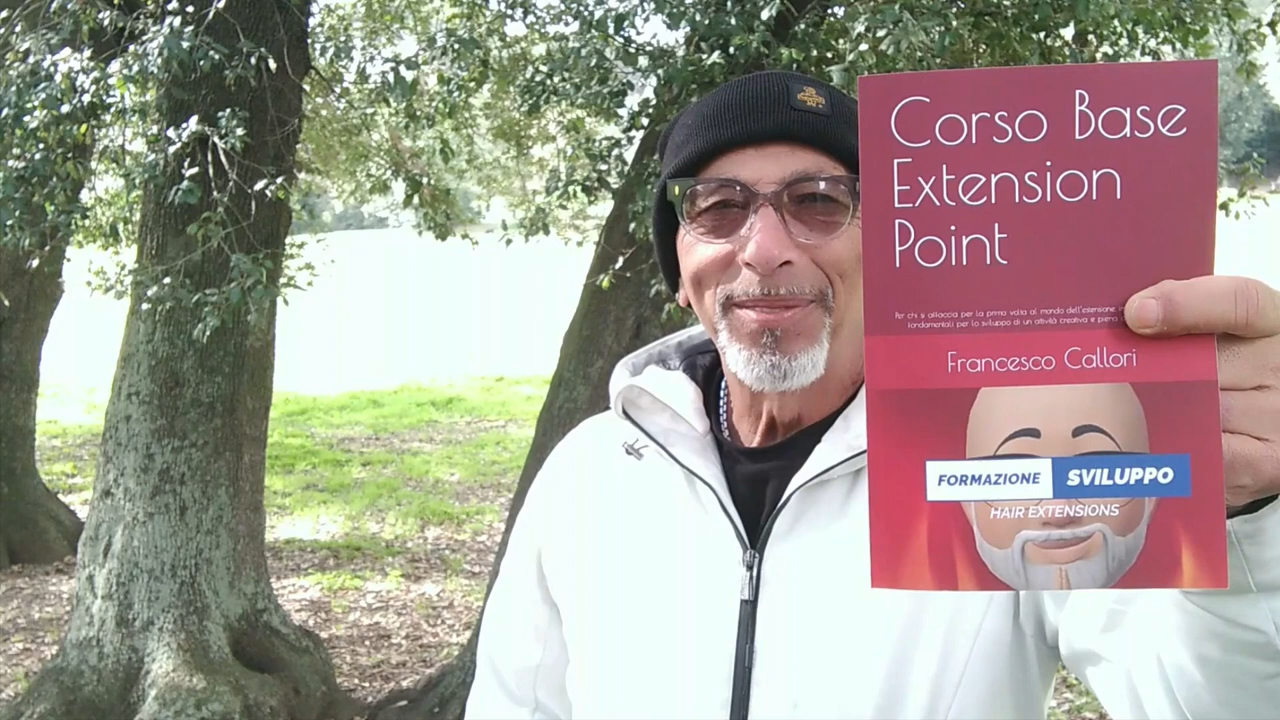 Corso Base
Extension
Point
Per chi si affaccia per la prima volta al mondo dell'estensione
fondamentali per lo sviluppo di un attività creativa e pieno
Francesco Callori
FORMAZIONE SVILUPPO
HAIR EXTENSIONS